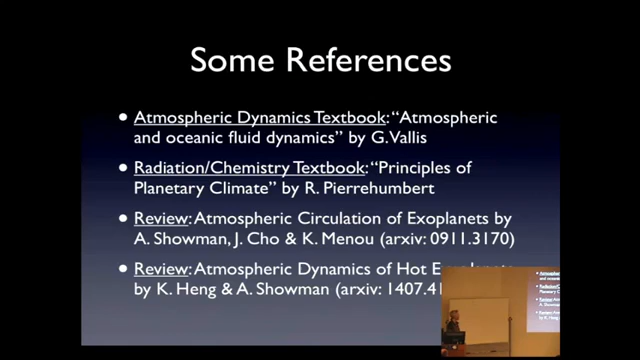 Some References
• Atmospheric Dynamics Textbook: “Atmospheric
and oceanic fluid dynamics” by G. Vallis
• Radiation/Chemistry Textbook: “Principles of
Planetary Climate” by R. Pierrehumbert
• Review: Atmospheric Circulation of Exoplanets by
A. Showman, J. Cho & K. Menou (arxiv: 0911.3170)
• Review: Atmospheric Dynamics of Hot Exoplanets
by K. Heng & A. Showman (arxiv: 1407.41